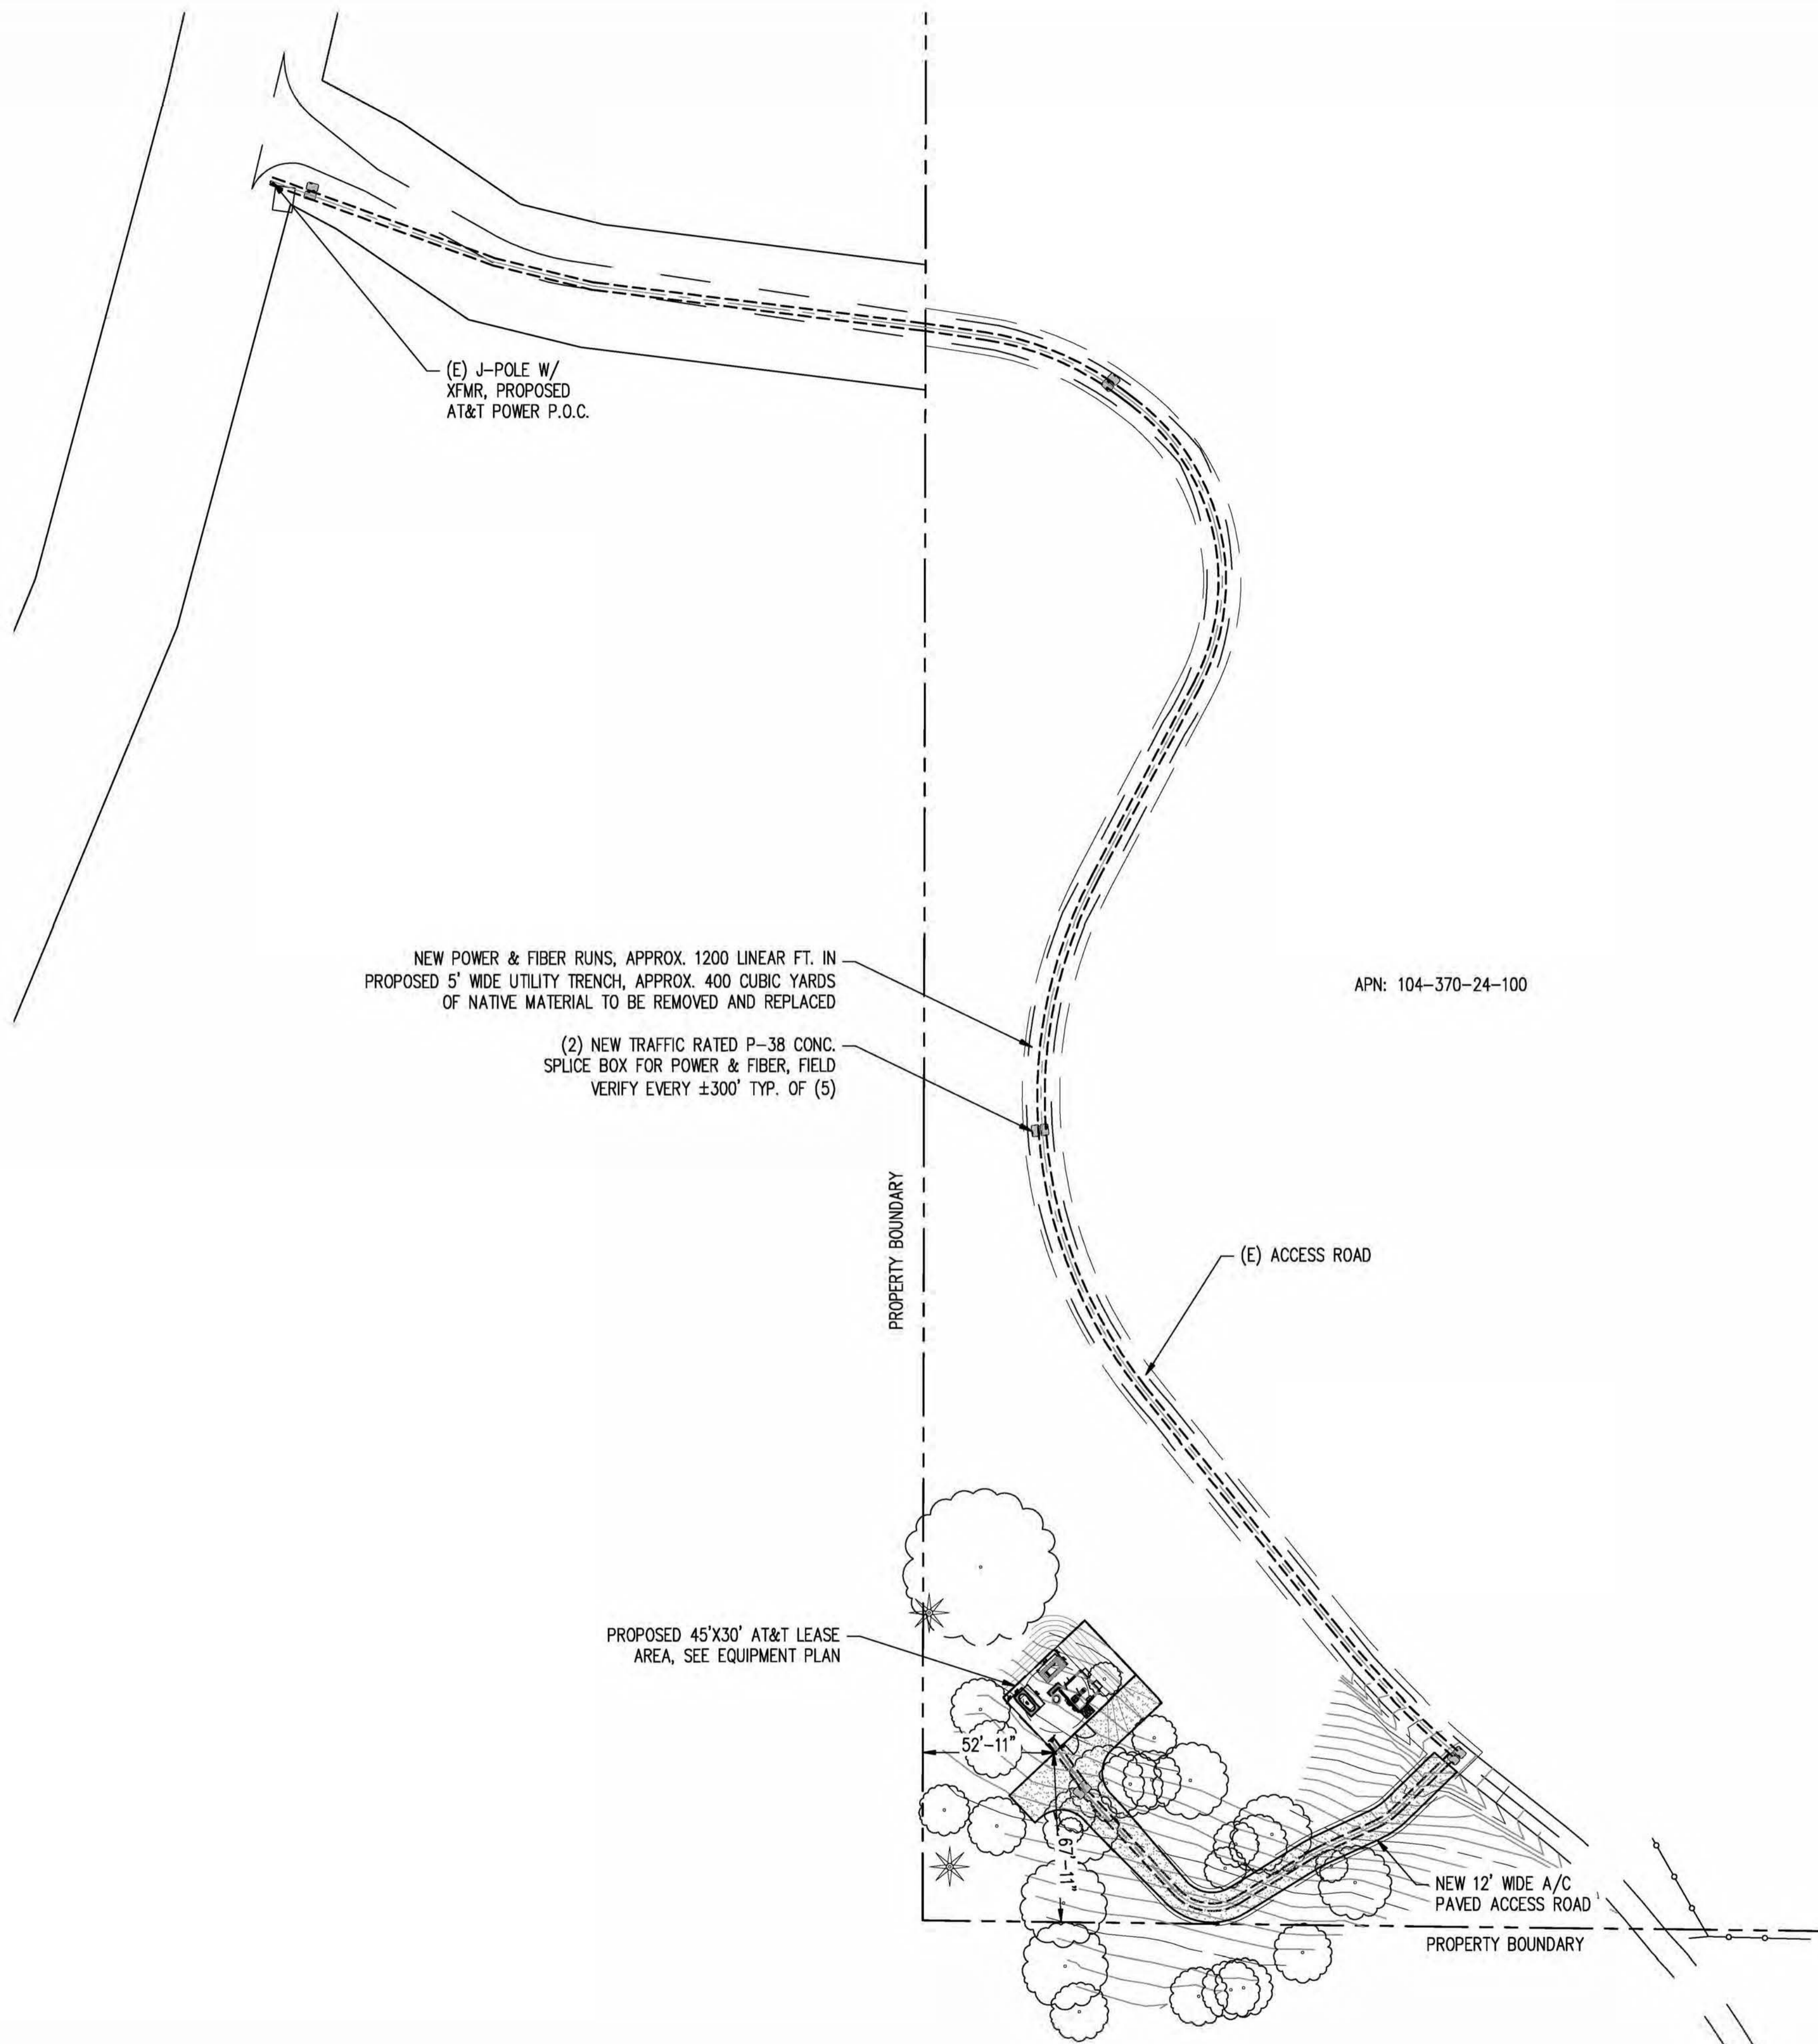 (E) J-POLE W/
XFMR, PROPOSED
AT&T POWER P.O.C.
NEW POWER & FIBER RUNS, APPROX. 1200 LINEAR FT. IN
PROPOSED 5' WIDE UTILITY TRENCH, APPROX. 400 CUBIC YARDS
OF NATIVE MATERIAL TO BE REMOVED AND REPLACED
APN: 104-370-24-100
(2) NEW TRAFFIC RATED P-38 CONC.
SPLICE BOX FOR POWER & FIBER, FIELD
VERIFY EVERY ±300' TYP. OF (5)
PROPERTY BOUNDARY
(E) ACCESS ROAD
PROPOSED 45'X30' AT&T LEASE
AREA, SEE EQUIPMENT PLAN
52'-11"
67'-11"
NEW 12' WIDE A/C
PAVED ACCESS ROAD
PROPERTY BOUNDARY